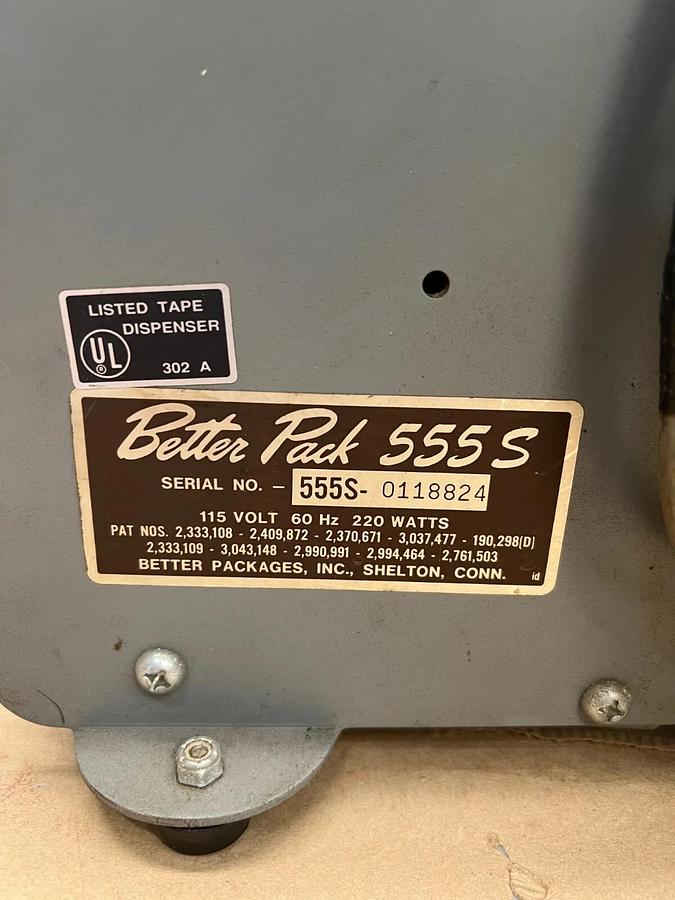 LISTED TAPE
DISPENSER
UL
®
302 A
Better Pack 555S
SERIAL NO. – 555S- 0118824
115 VOLT 60 Hz 220 WATTS
PAT NOS. 2,333,108 - 2,409,872 - 2,370,671 - 3,037,477 - 190,298(D)
2,333,109 - 3,043,148 - 2,990,991 - 2,994,464 - 2,761,503
BETTER PACKAGES, INC., SHELTON, CONN. id